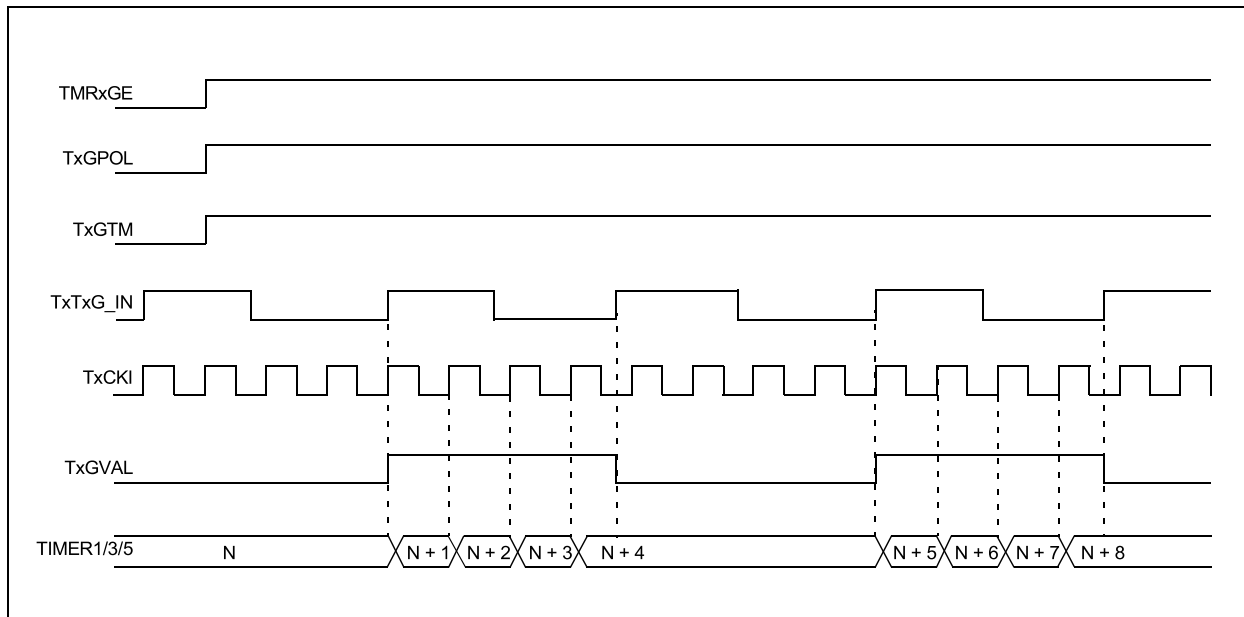 TMRxGE
TxGPOL
TxGTM
TxTxG_IN
TxCKI
TxGVAL
TIMER1/3/5 N N + 1 N + 2 N + 3 N + 4 N + 5 N + 6 N + 7 N + 8